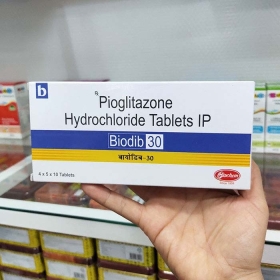 b
Pioglitazone
Hydrochloride Tablets IP
Biodib 30
बायोडिब-30
4 x 5 x 10 Tablets